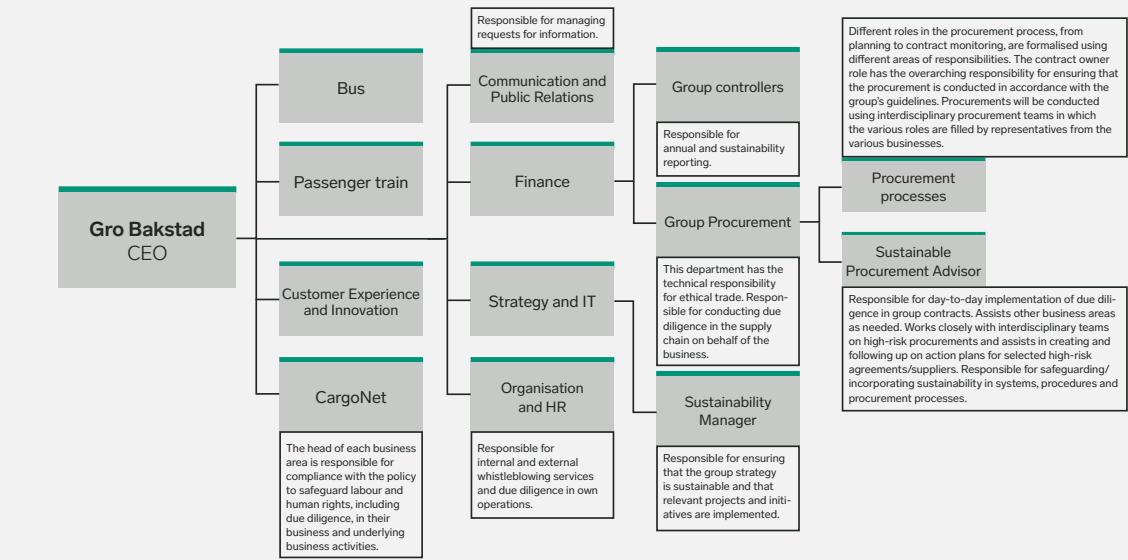 Gro Bakstad
CEO
Bus
Passenger train
Customer Experience
and Innovation
CargoNet
The head of each business
area is responsible for
compliance with the policy
to safeguard labour and
human rights, including
due diligence, in their
business and underlying
business activities.
Responsible for managing
requests for information.
Communication and
Public Relations
Finance
Strategy and IT
Organisation
and HR
Responsible for
internal and external
whistleblowing services
and due diligence in own
operations.
Group controllers
Responsible for
annual and sustainability
reporting.
Group Procurement
This department has the
technical responsibility
for ethical trade. Respon-
sible for conducting due
diligence in the supply
chain on behalf of the
business.
Sustainability
Manager
Responsible for ensuring
that the group strategy
is sustainable and that
relevant projects and initi-
atives are implemented.
Different roles in the procurement process, from
planning to contract monitoring, are formalised using
different areas of responsibilities. The contract owner
role has the overarching responsibility for ensuring that
the procurement is conducted in accordance with the
group's guidelines. Procurements will be conducted
using interdisciplinary procurement teams in which
the various roles are filled by representatives from the
various businesses.
Procurement
processes
Sustainable
Procurement Advisor
Responsible for day-to-day implementation of due dili-
gence in group contracts. Assists other business areas
as needed. Works closely with interdisciplinary teams
on high-risk procurements and assists in creating and
following up on action plans for selected high-risk
agreements/suppliers. Responsible for safeguarding/
incorporating sustainability in systems, procedures and
procurement processes.